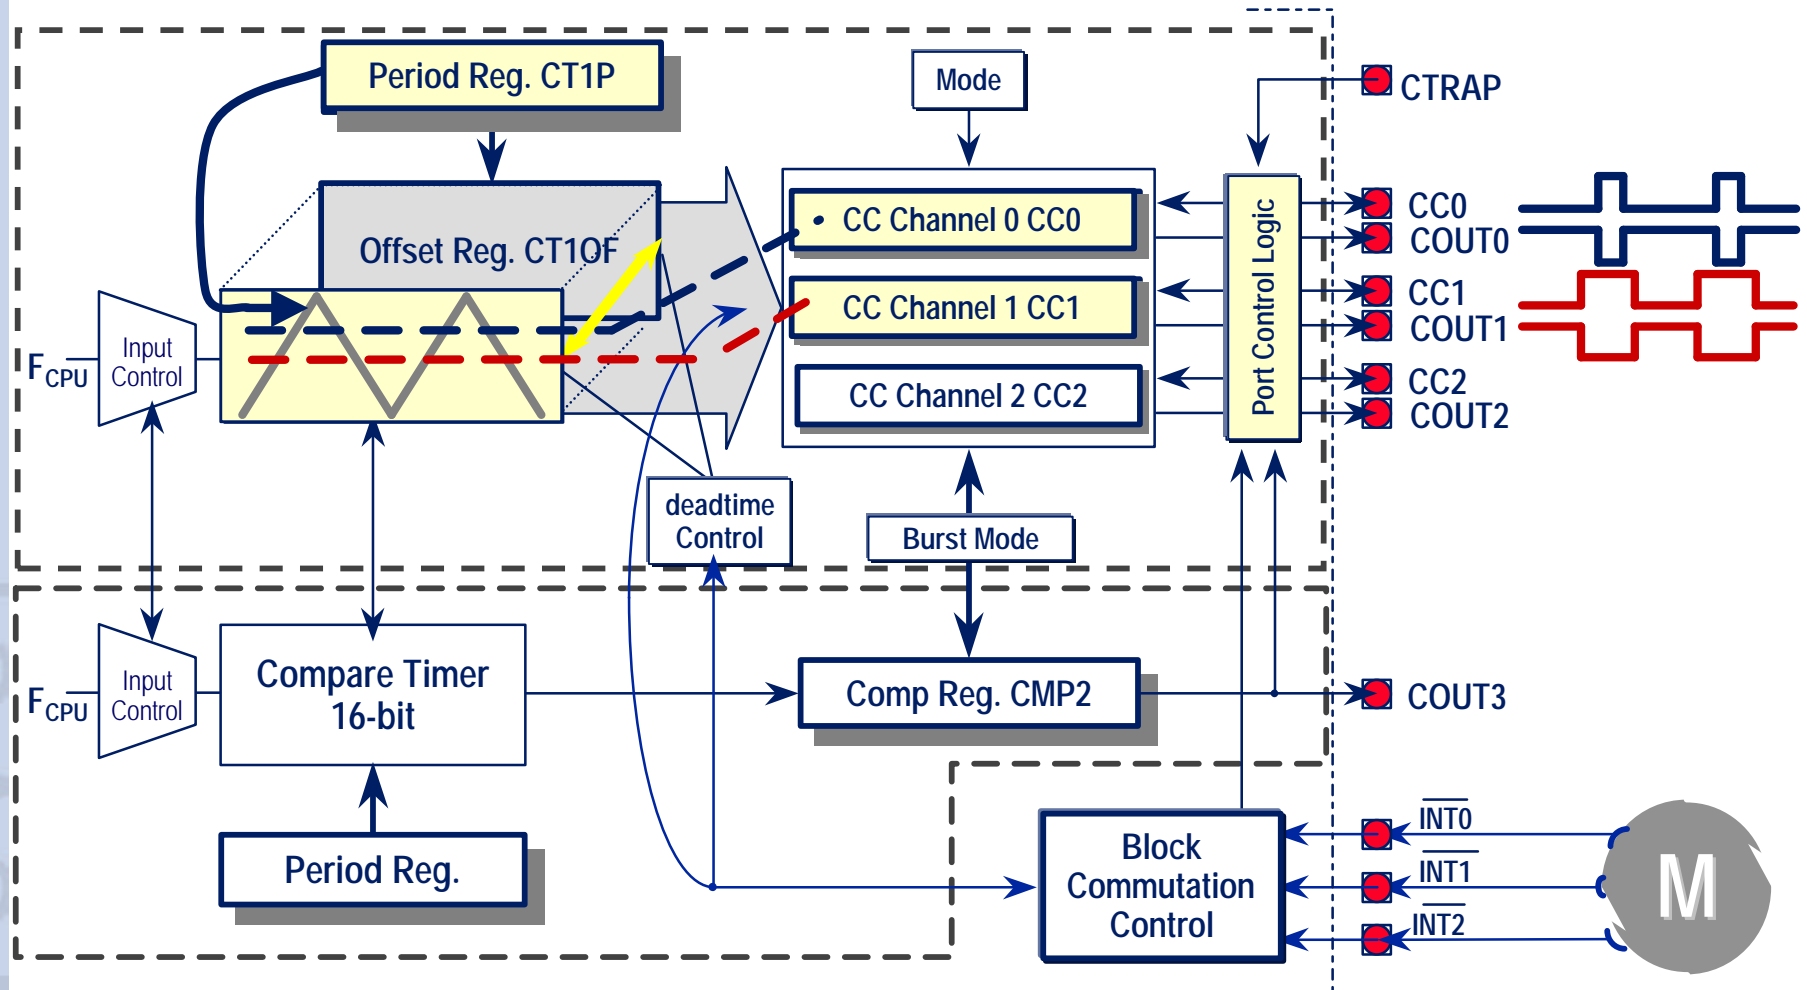 Period Reg. CT1P
Mode
CTRAP
CC Channel 0 CC0
CC0
Offset Reg. CT1OF
COUT0
Port Control Logic
CC Channel 1 CC1
CC1
COUT1
Input
Control
FCPU
CC Channel 2 CC2
CC2
COUT2
deadtime
Control
Burst Mode
Input
Control
FCPU
Compare Timer
16-bit
Comp Reg. CMP2
COUT3
Period Reg.
Block
Commutation
Control
INT0
INT1
INT2
M